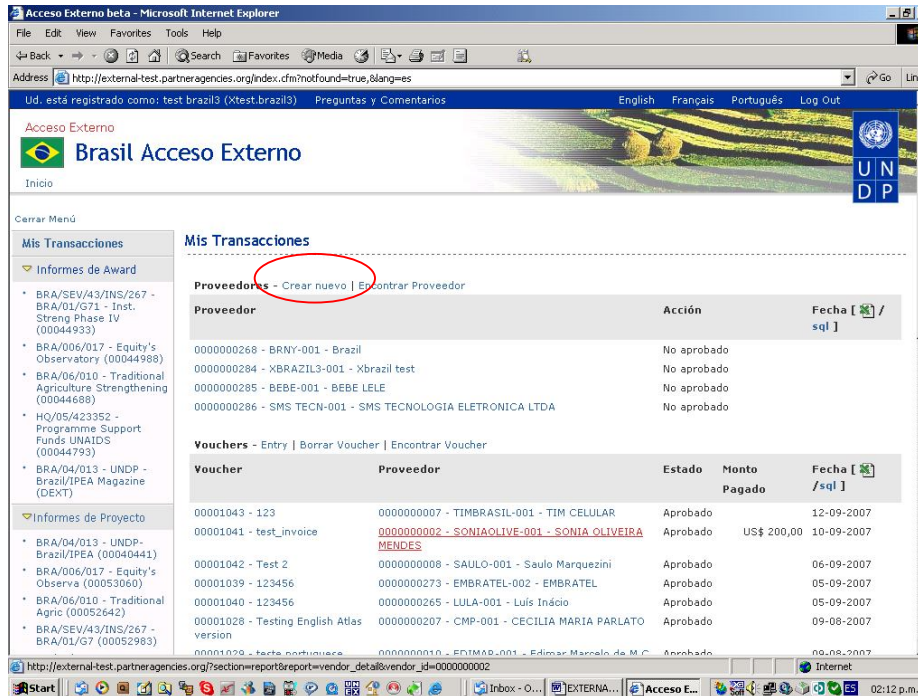 Acceso Externo beta - Microsoft Internet Explorer
File Edit View Favorites Tools Help
Back Search Favorites Media
Address http://external-test.partneragencies.org/index.cfm?notfound=true,&lang=es Go Lin
Ud. está registrado como: test brazil3 (Xtest.brazil3) Preguntas y Comentarios English Français Português Log Out
Acceso Externo
Brasil Acceso Externo
Inicio
U N
D P
Cerrar Menú
Mis Transacciones
Informes de Award
BRA/SEV/43/INS/267 -
BRA/01/G71 - Inst.
Streng Phase IV
(00044933)
BRA/006/017 - Equity's
Observatory (00044988)
BRA/06/010 - Traditional
Agriculture Strengthening
(00044688)
HQ/05/423352 -
Programme Support
Funds UNAIDS
(00044793)
BRA/04/013 - UNDP -
Brazil/IPEA Magazine
(DEXT)
Informes de Proyecto
BRA/04/013 - UNDP-
Brazil/IPEA (00040441)
BRA/006/017 - Equity's
Observa (00053060)
BRA/06/010 - Traditional
Agric (00052642)
BRA/SEV/43/INS/267 -
BRA/01/G7 (00052983)
Mis Transacciones
Proveedores - Crear nuevo | Encontrar Proveedor
Proveedor Acción Fecha [ ] /
sql ]
0000000268 - BRNY-001 - Brazil No aprobado
0000000284 - XBRAZIL3-001 - Xbrazil test No aprobado
0000000285 - BEBE-001 - BEBE LELE No aprobado
0000000286 - SMS TECN-001 - SMS TECNOLOGIA ELETRONICA LTDA No aprobado
Vouchers - Entry | Borrar Voucher | Encontrar Voucher
Voucher Proveedor Estado Monto Fecha [ ]
Pagado /sql ]
00001043 - 123 0000000007 - TIMBRASIL-001 - TIM CELULAR Aprobado 12-09-2007
00001041 - test_invoice 0000000002 - SONIAOLIVE-001 - SONIA OLIVEIRA Aprobado US$ 200,00 10-09-2007
MENDES
00001042 - Test 2 0000000008 - SAULO-001 - Saulo Marquezini Aprobado 06-09-2007
00001039 - 123456 0000000273 - EMBRATEL-002 - EMBRATEL Aprobado 05-09-2007
00001040 - 123456 0000000265 - LULA-001 - Luís Inácio Aprobado 05-09-2007
00001028 - Testing English Atlas 0000000207 - CMP-001 - CECILIA MARIA PARLATO Aprobado 09-08-2007
version
00001029 - teste portuguese 0000000010 - EDIMAR-001 - Edimar Marcelo de M C Aprobado 09-08-2007
http://external-test.partneragencies.org/?section=report&report=vendor_detail&vendor_id=0000000002 Internet
Start Inbox - O... EXTERNA... Acceso E... ES 02:12 p.m.